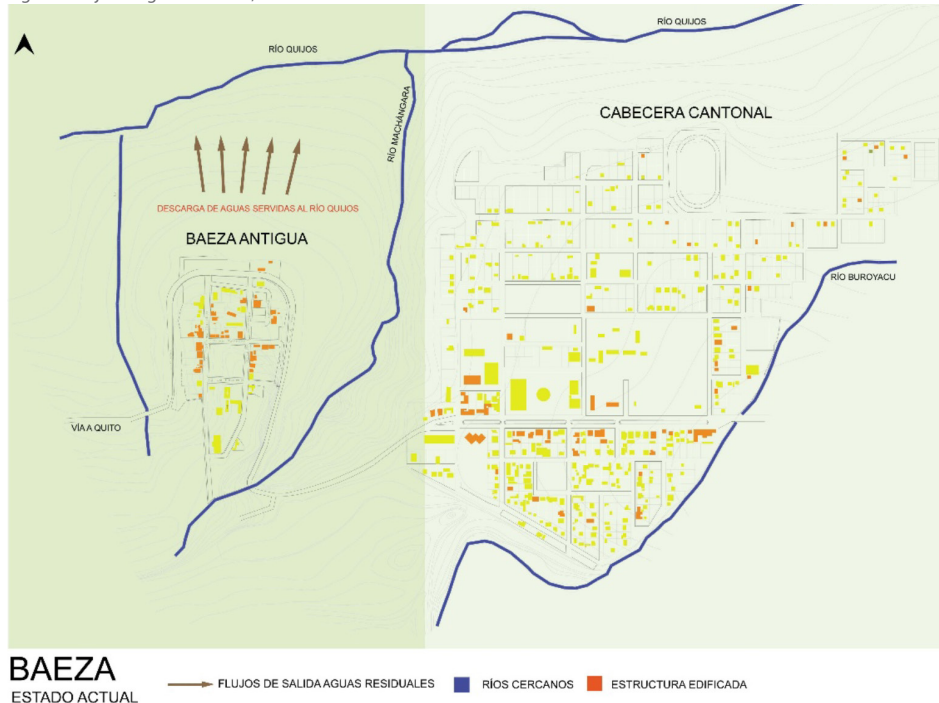 RÍO QUIJOS
RÍO QUIJOS
RÍO MACHÁNGARA
CABECERA CANTONAL
DESCARGA DE AGUAS SERVIDAS AL RÍO QUIJOS
BAEZA ANTIGUA
RÍO BUROYACU
VÍA A QUITO
BAEZA
ESTADO ACTUAL
FLUJOS DE SALIDA AGUAS RESIDUALES
RÍOS CERCANOS
ESTRUCTURA EDIFICADA